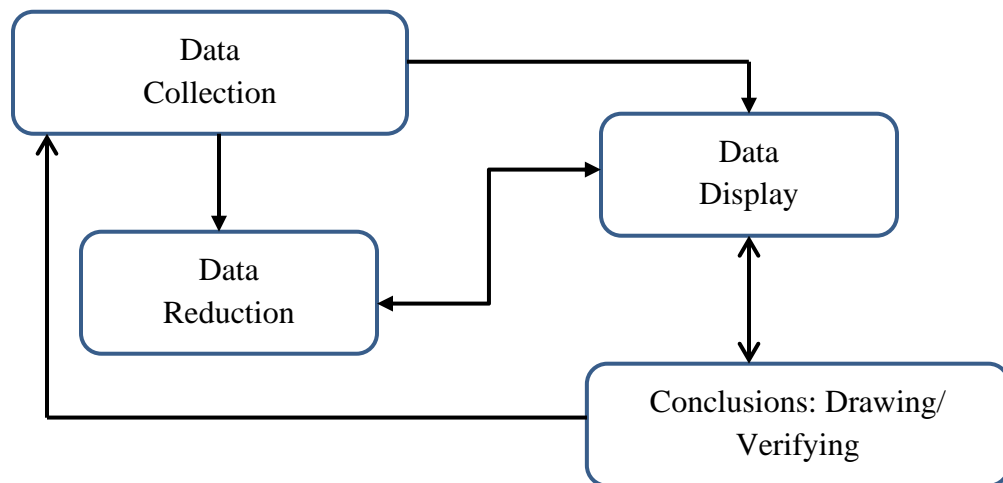 Data
Collection
Data
Display
Data
Reduction
Conclusions: Drawing/
Verifying